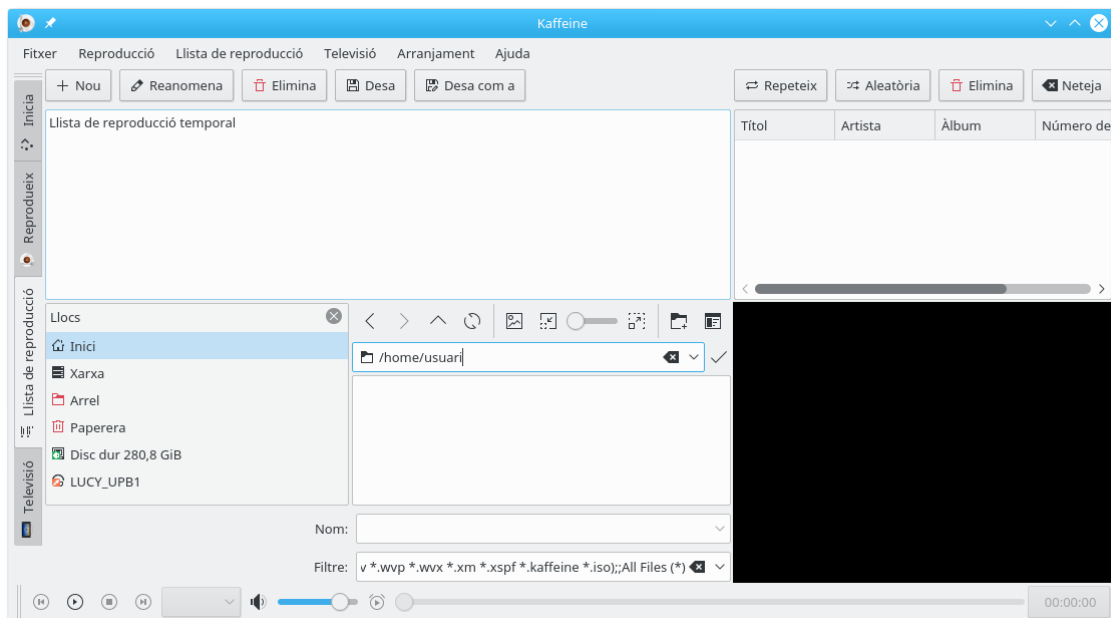 Kaffeine
Fitxer Reproducció Llista de reproducció Televisió Arranjament Ajuda
Nou Reanomena Elimina Desa Desa com a Repeteix Aleatòria Elimina Neteja
Inicia
Reprodueix
Llista de reproducció
Televisió
Llista de reproducció temporal
Títol Artista Àlbum Número de
Llocs
Inici
Xarxa
Arrel
Paperera
Disc dur 280,8 GiB
LUCY_UPB1
/home/usuari
Nom:
Filtre: v *.wvp *.wvx *.xm *.xspf *.kaffeine *.iso);;All Files (*)
00:00:00